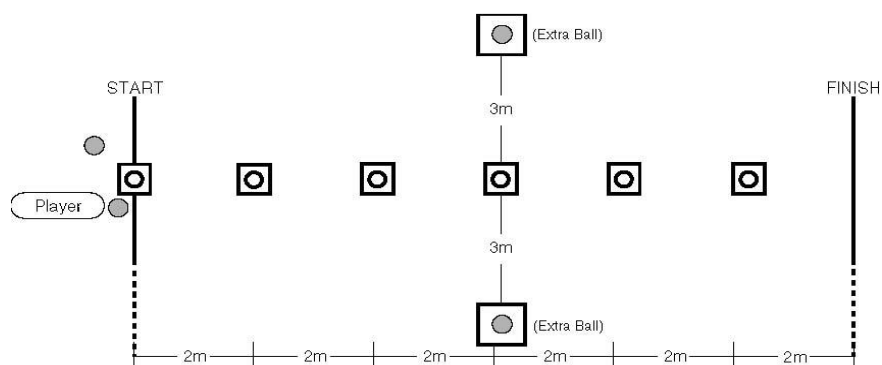 (Extra Ball)
START
FINISH
3m
Player
3m
(Extra Ball)
2m 2m 2m 2m 2m 2m